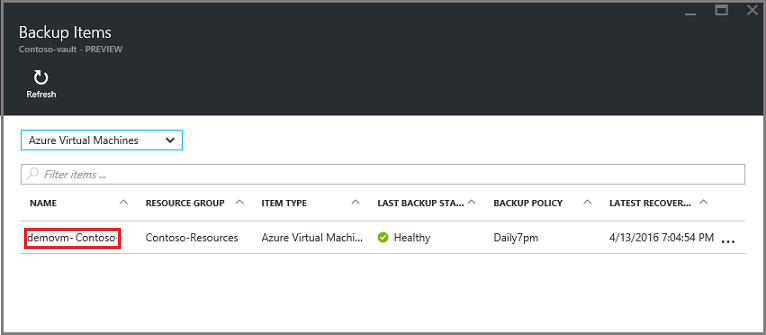 Backup Items
Contoso-vault - PREVIEW
Refresh
Azure Virtual Machines
Filter items ...
NAME RESOURCE GROUP ITEM TYPE LAST BACKUP STA... BACKUP POLICY LATEST RECOVER...
demovm- Contoso- Contoso-Resources Azure Virtual Machi... Healthy Daily7pm 4/13/2016 7:04:54 PM ...